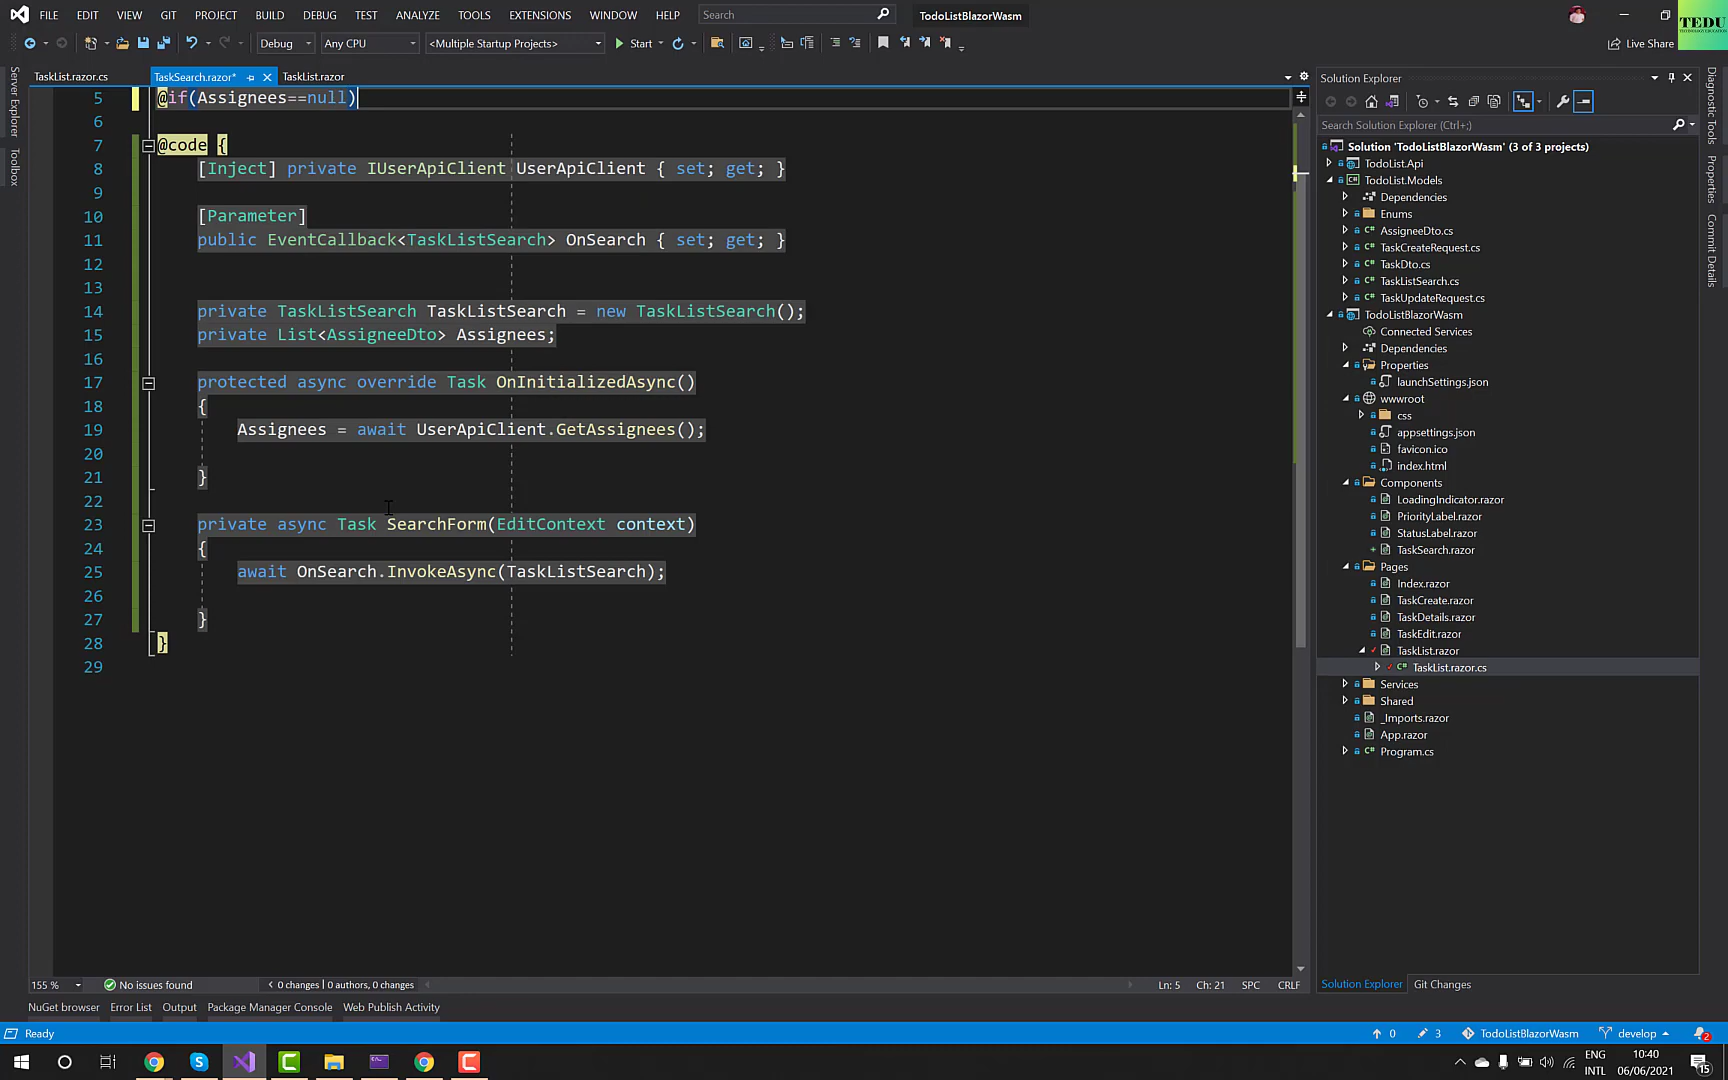 FILE EDIT VIEW GIT PROJECT BUILD DEBUG TEST ANALYZE TOOLS EXTENSIONS WINDOW HELP Search TodoListBlazorWasm
TEDU
Debug Any CPU <Multiple Startup Projects> Start Live Share
TaskList.razor.cs TaskSearch.razor* TaskList.razor
Server Explorer
Toolbox
5 @if(Assignees==null)
6
7 @code {
8 [Inject] private IUserApiClient UserApiClient { set; get; }
9
10 [Parameter]
11 public EventCallback<TaskListSearch> OnSearch { set; get; }
12
13
14 private TaskListSearch TaskListSearch = new TaskListSearch();
15 private List<AssigneeDto> Assignees;
16
17 protected async override Task OnInitializedAsync()
18 {
19 Assignees = await UserApiClient.GetAssignees();
20
21 }
22
23 private async Task SearchForm(EditContext context)
24 {
25 await OnSearch.InvokeAsync(TaskListSearch);
26
27 }
28 }
29
Solution Explorer
Search Solution Explorer (Ctrl+;)
Solution 'TodoListBlazorWasm' (3 of 3 projects)
TodoList.Api
TodoList.Models
Dependencies
Enums
AssigneeDto.cs
TaskCreateRequest.cs
TaskDto.cs
TaskListSearch.cs
TaskUpdateRequest.cs
TodoListBlazorWasm
Connected Services
Dependencies
Properties
launchSettings.json
wwwroot
css
appsettings.json
favicon.ico
index.html
Components
LoadingIndicator.razor
PriorityLabel.razor
StatusLabel.razor
TaskSearch.razor
Pages
Index.razor
TaskCreate.razor
TaskDetails.razor
TaskEdit.razor
TaskList.razor
TaskList.razor.cs
Services
Shared
_Imports.razor
App.razor
Program.cs
Diagnostic Tools
Properties
Commit Details
155 % No issues found 0 changes | 0 authors, 0 changes Ln: 5 Ch: 21 SPC CRLF
Solution Explorer Git Changes
NuGet browser Error List Output Package Manager Console Web Publish Activity
Ready 0 3 TodoListBlazorWasm develop 2
ENG 10:40
INTL 06/06/2021 15